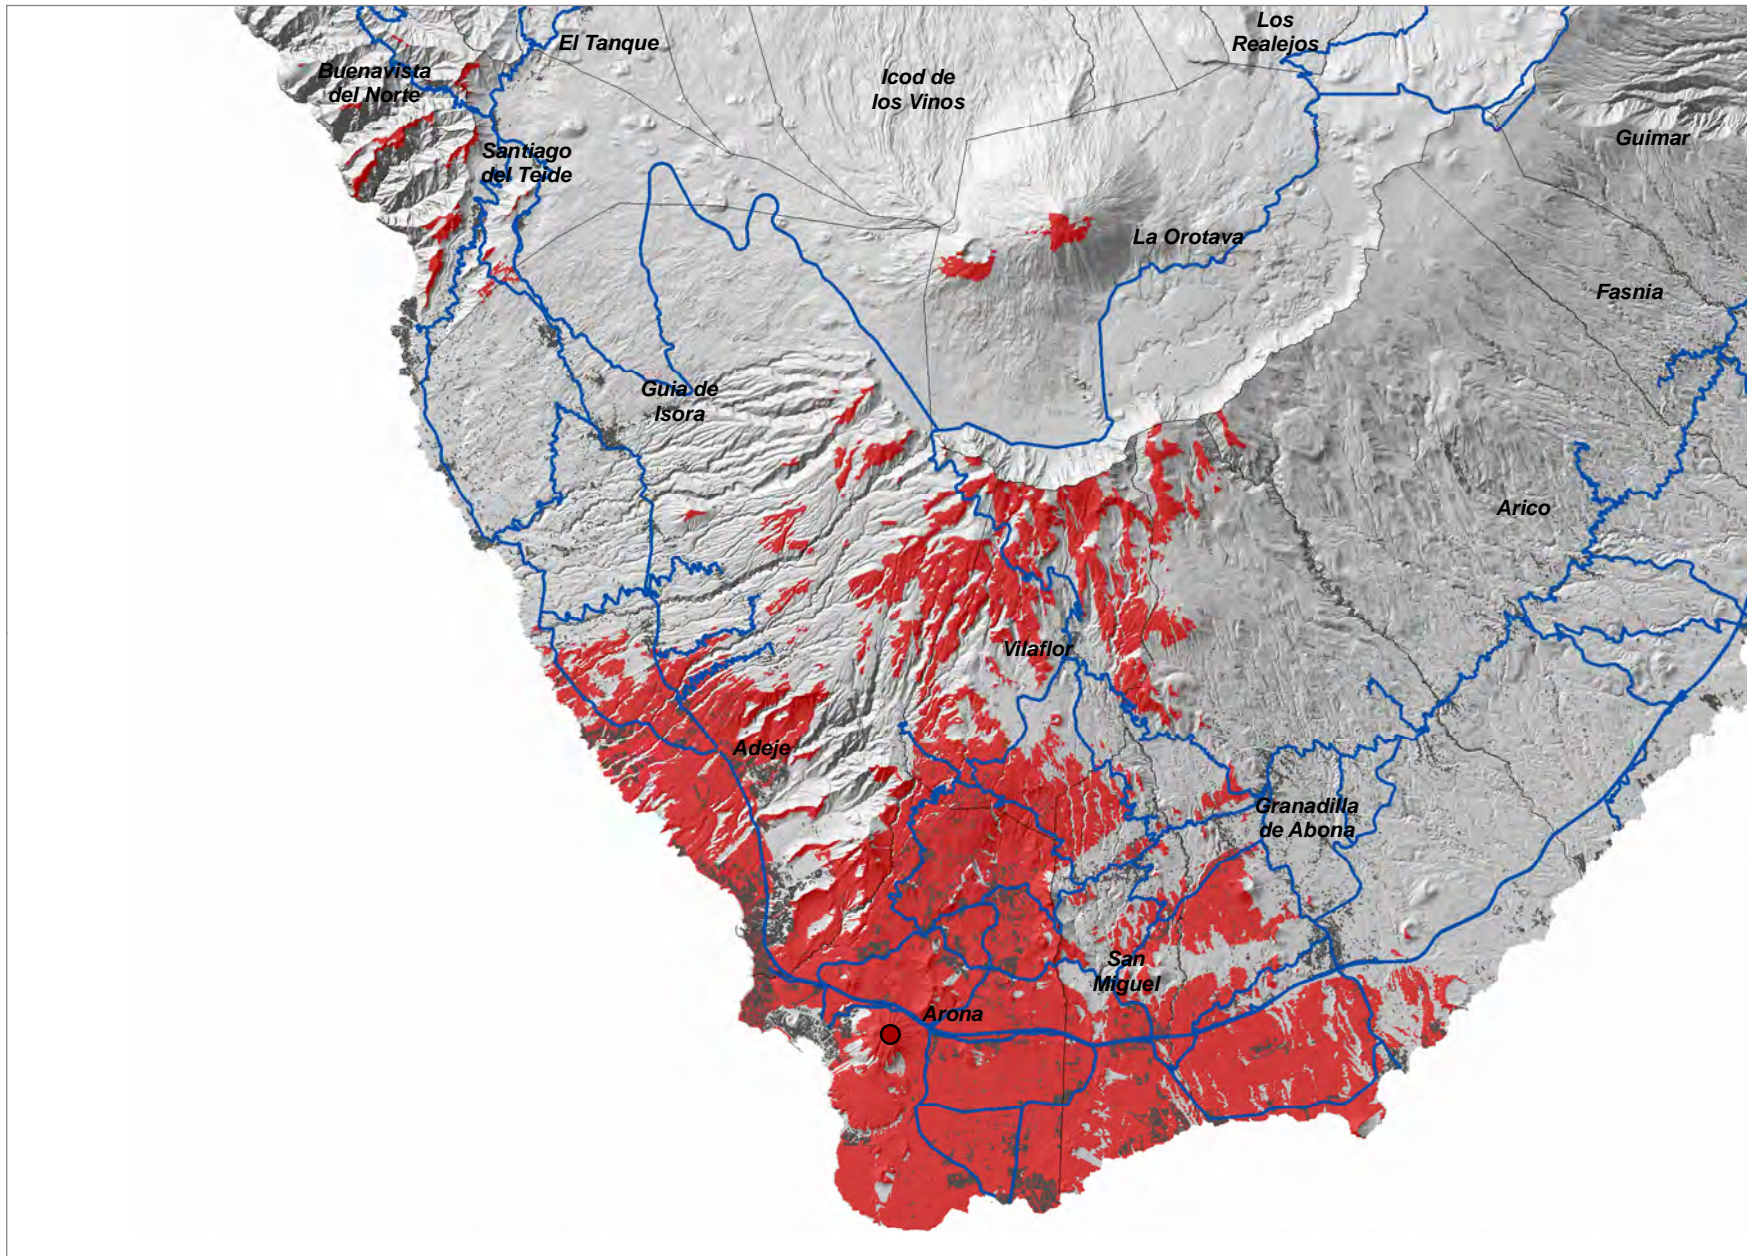 Los
Realejos
El Tanque
Buenavista
del Norte
Icod de
los Vinos
Guimar
Santiago
del Teide
La Orotava
Fasnia
Guia de
Isora
Arico
Vilaflor
Adeje
Granadilla
de Abona
San
Miguel
Arona